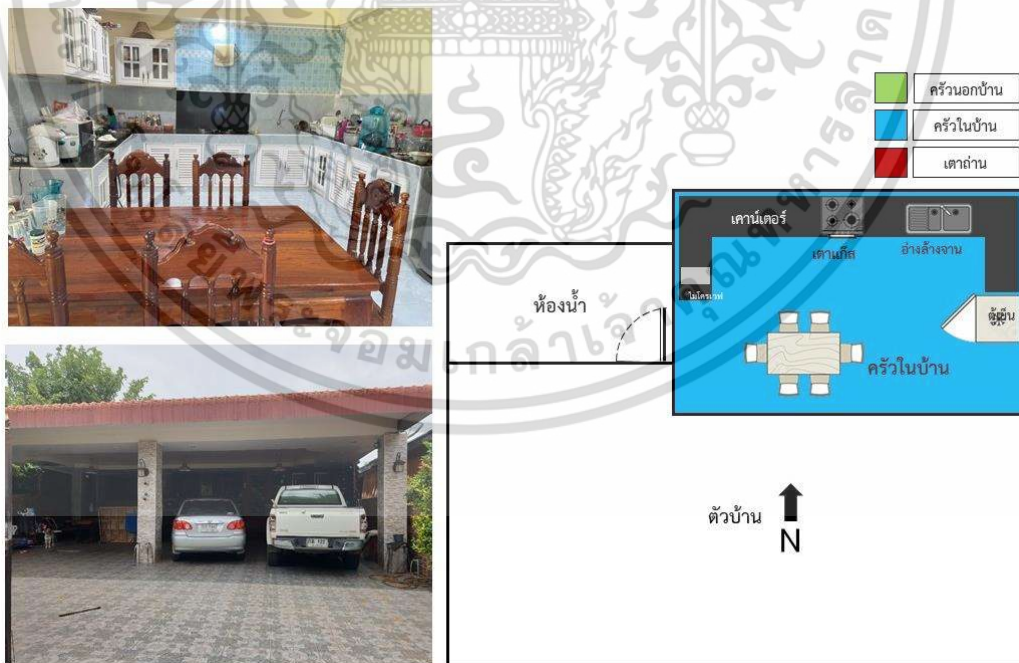 ครัวนอกบ้าน
ครัวในบ้าน
เตาถ่าน
เคาน์เตอร์
เตาแก๊ส
อ่างล้างจาน
ไมโครเวฟ
ห้องน้ำ
ตู้เย็น
ครัวในบ้าน
ตัวบ้าน
N